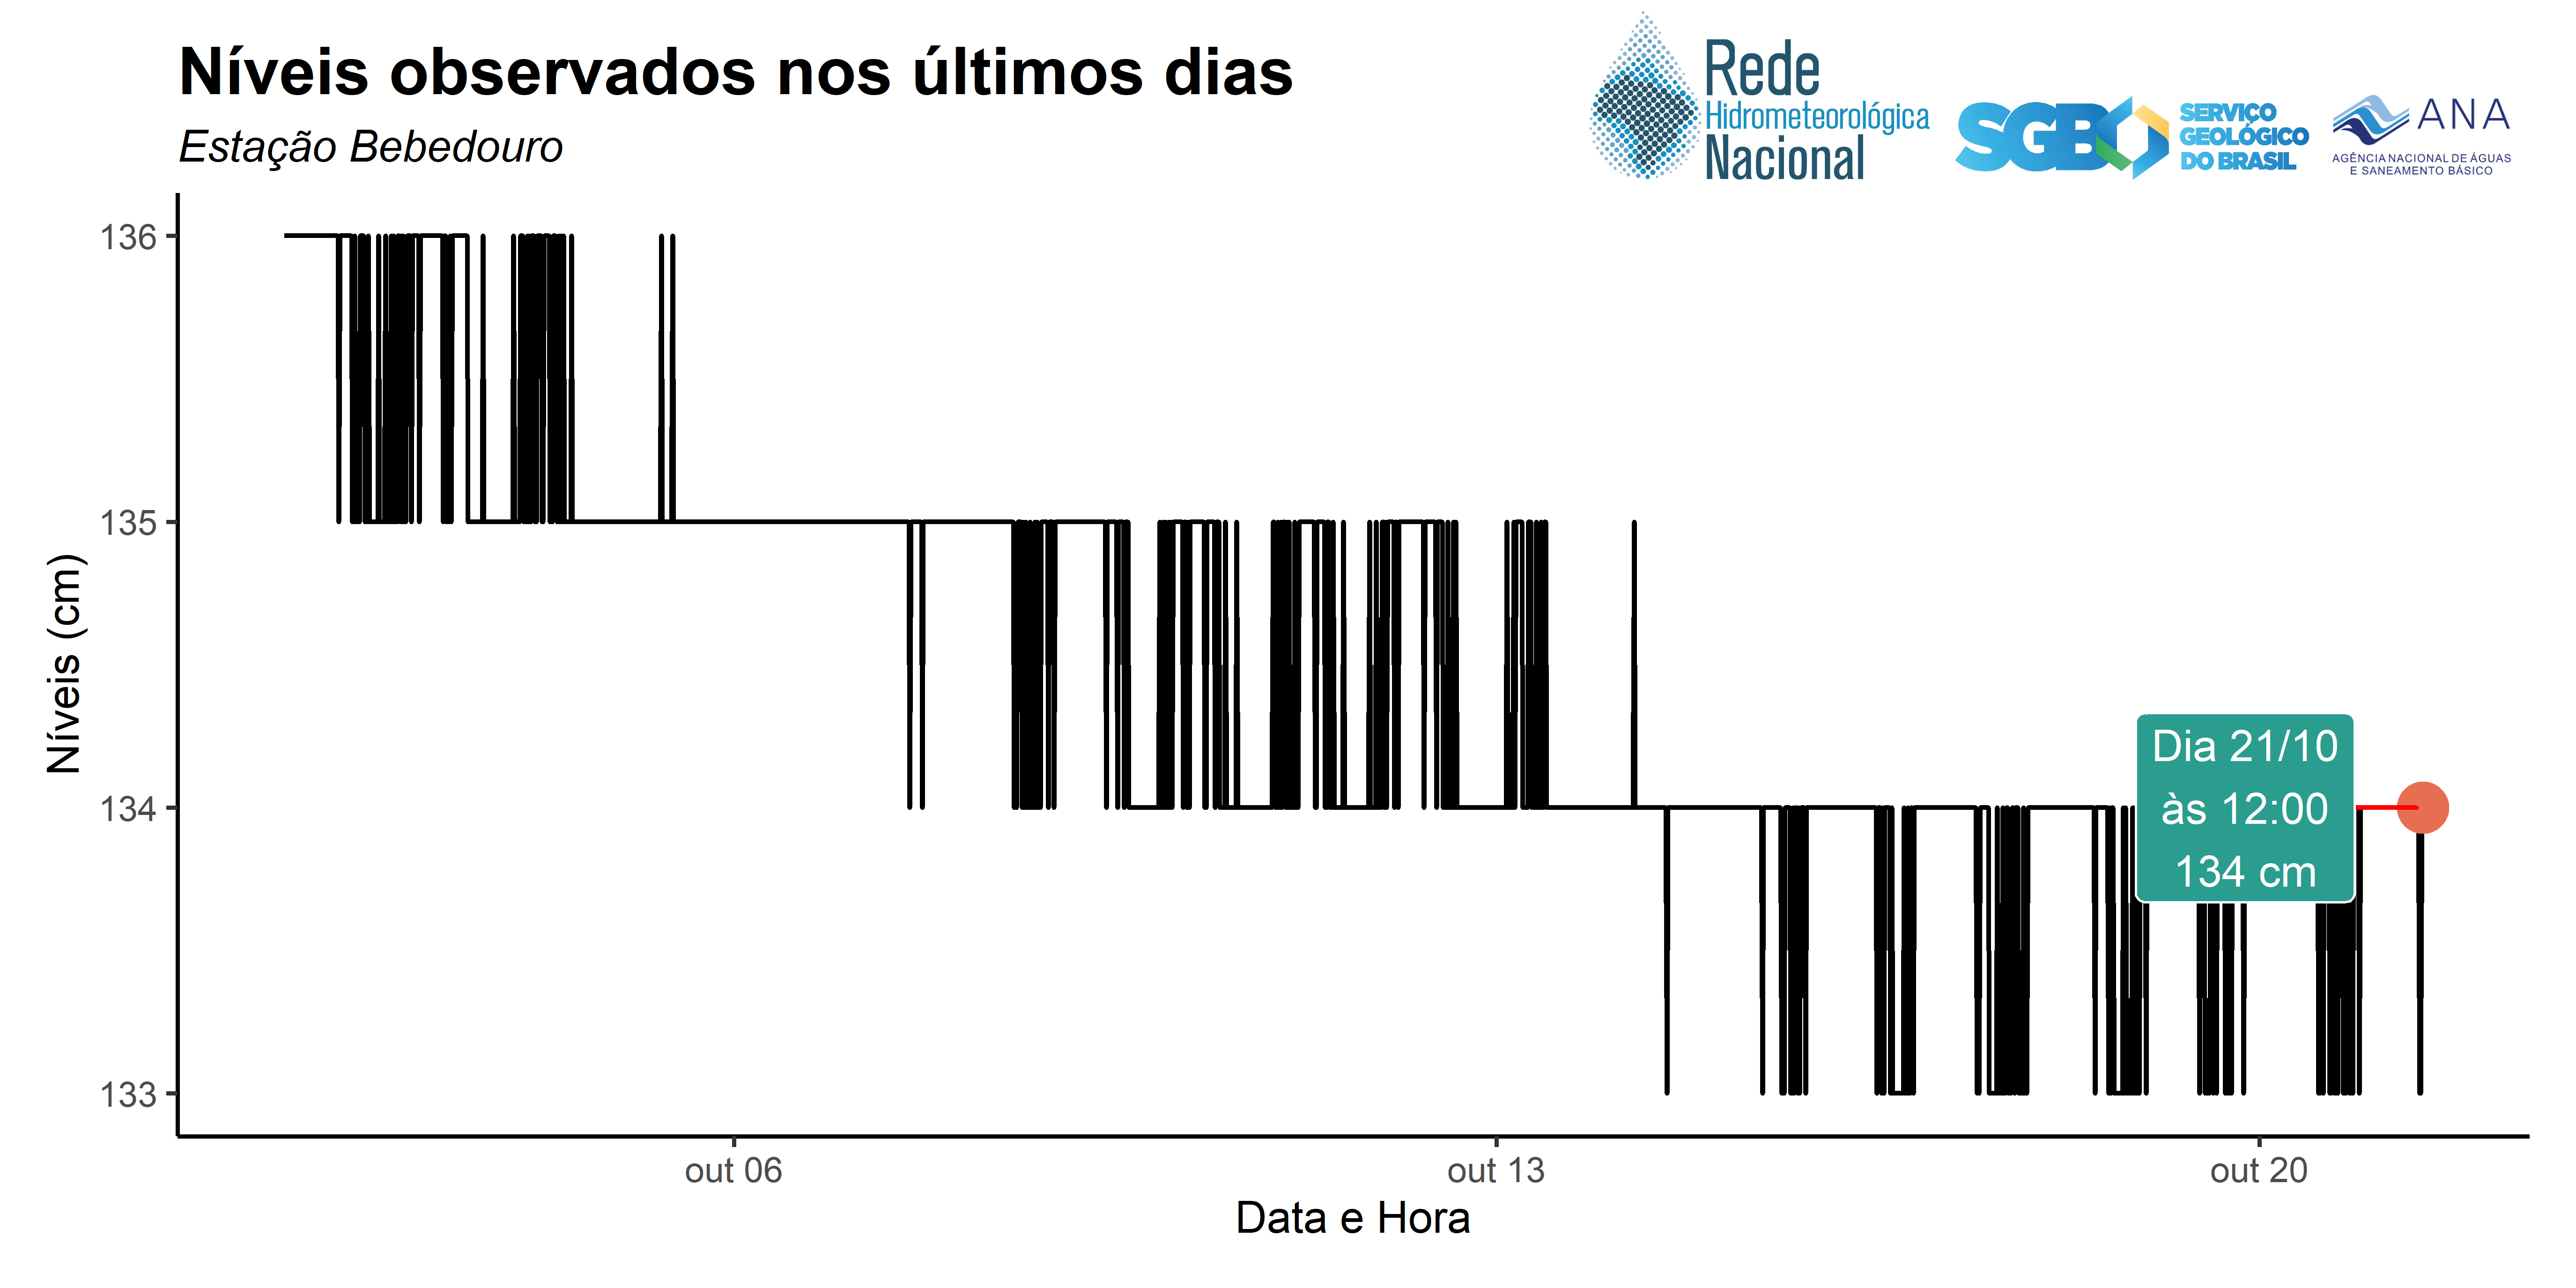 Níveis observados nos últimos dias
Estação Bebedouro
Rede
Hidrometeorológica
Nacional
SGB
SERVIÇO
GEOLÓGICO
DO BRASIL
ANA
AGÊNCIA NACIONAL DE ÁGUAS
E SANEAMENTO BÁSICO
136
135
134
133
Níveis (cm)
Dia 21/10
às 12:00
134 cm
out 06
out 13
out 20
Data e Hora